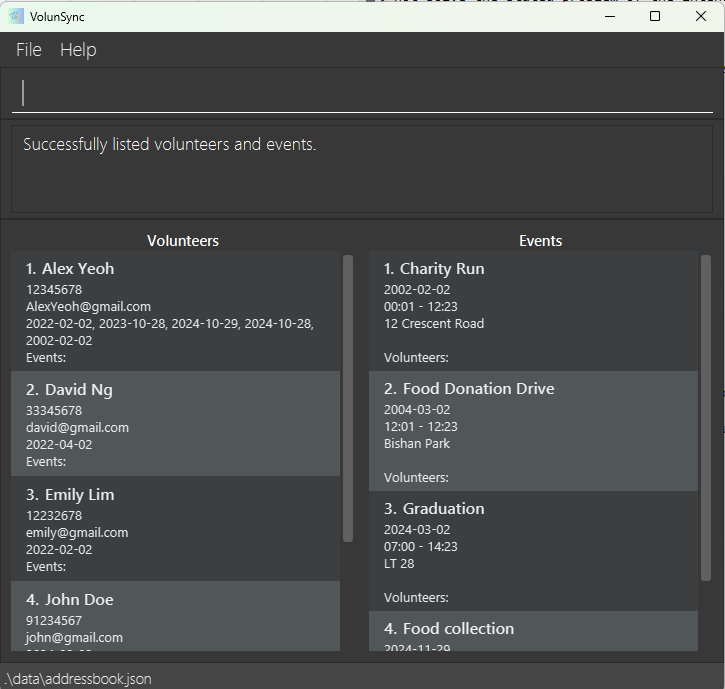 VolunSync
File Help
Successfully listed volunteers and events.
Volunteers
1. Alex Yeoh
12345678
AlexYeoh@gmail.com
2022-02-02, 2023-10-28, 2024-10-29, 2024-10-28,
2002-02-02
Events:
2. David Ng
33345678
david@gmail.com
2022-04-02
Events:
3. Emily Lim
12232678
emily@gmail.com
2022-02-02
Events:
4. John Doe
91234567
john@gmail.com
Events
1. Charity Run
2002-02-02
00:01 - 12:23
12 Crescent Road
Volunteers:
2. Food Donation Drive
2004-03-02
12:01 - 12:23
Bishan Park
Volunteers:
3. Graduation
2024-03-02
07:00 - 14:23
LT 28
Volunteers:
4. Food collection
2024-11-29
.\data\addressbook.json